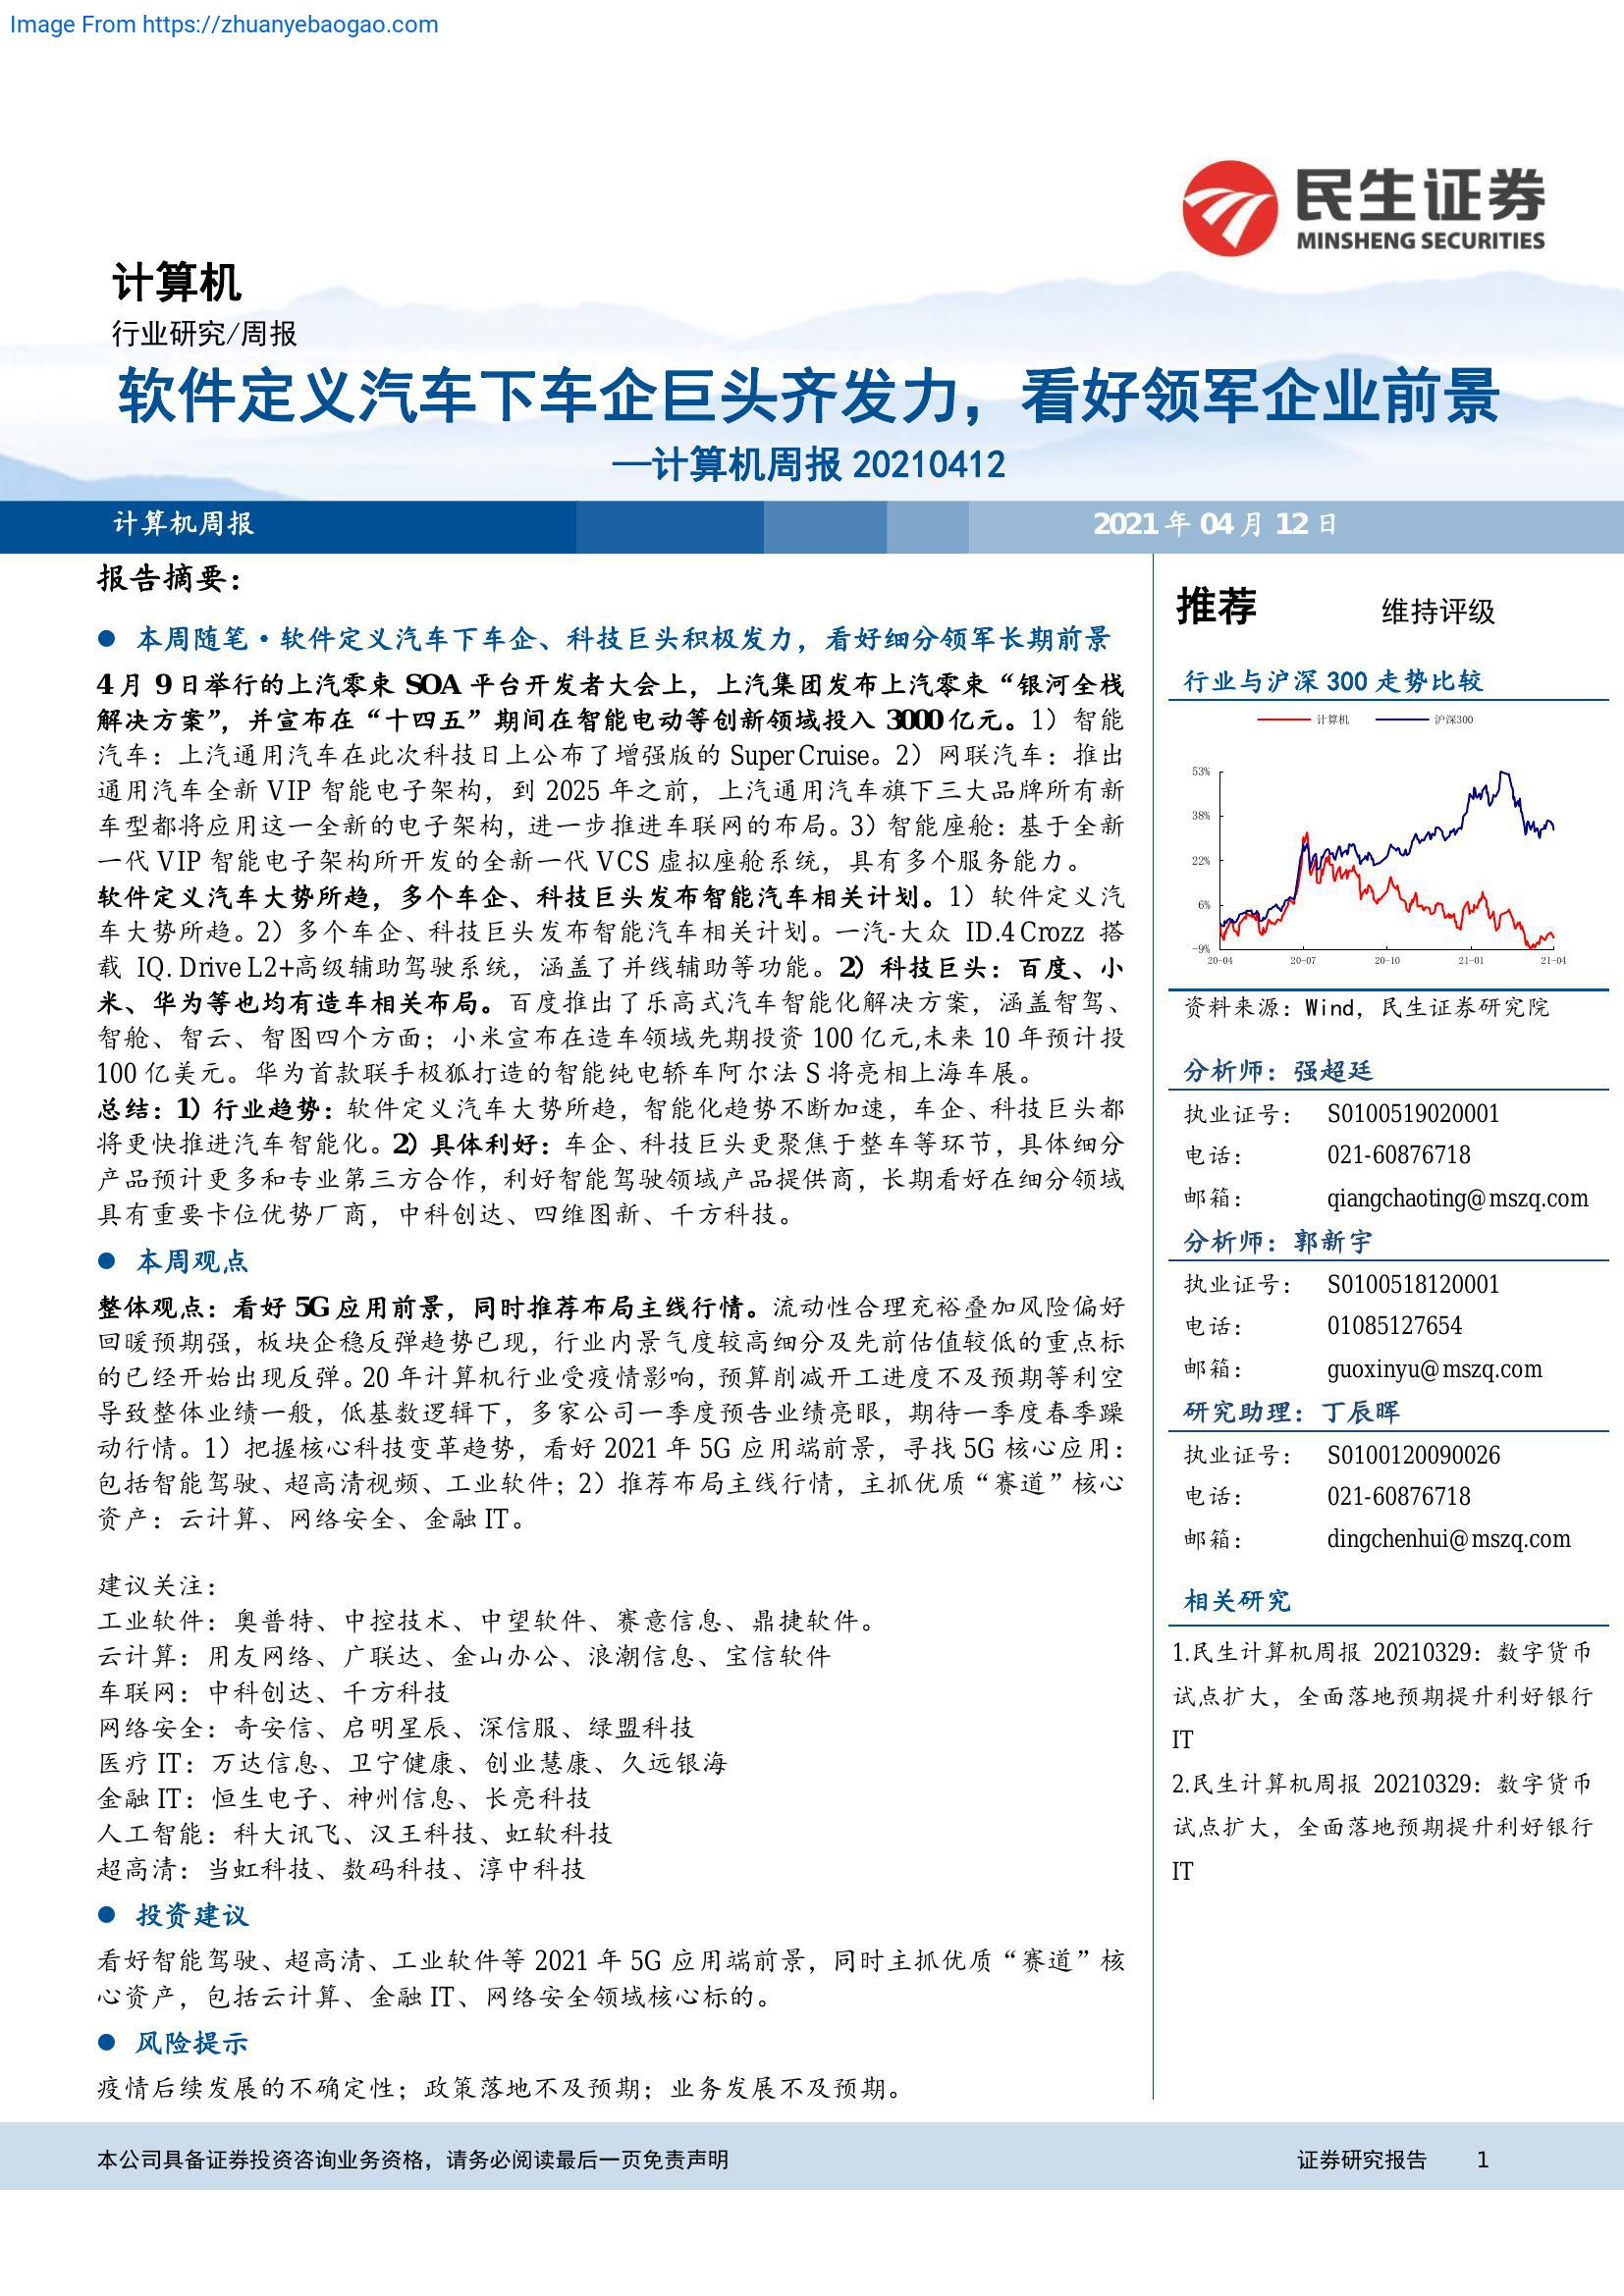 Image From https://zhuanyebaogao.com
民生证券
MINSHENG SECURITIES
计算机
行业研究/周报
软件定义汽车下车企巨头齐发力，看好领军企业前景
—计算机周报 20210412
计算机周报
2021 年 04 月 12 日
报告摘要：
● 本周随笔·软件定义汽车下车企、科技巨头积极发力，看好细分领军长期前景
4 月 9 日举行的上汽零束 SOA 平台开发者大会上，上汽集团发布上汽零束“银河全栈
解决方案”，并宣布在“十四五”期间在智能电动等创新领域投入 3000 亿元。1）智能
汽车：上汽通用汽车在此次科技日上公布了增强版的 Super Cruise。2）网联汽车：推出
通用汽车全新 VIP 智能电子架构，到 2025 年之前，上汽通用汽车旗下三大品牌所有新
车型都将应用这一全新的电子架构，进一步推进车联网的布局。3）智能座舱：基于全新
一代 VIP 智能电子架构所开发的全新一代 VCS 虚拟座舱系统，具有多个服务能力。
软件定义汽车大势所趋，多个车企、科技巨头发布智能汽车相关计划。1）软件定义汽
车大势所趋。2）多个车企、科技巨头发布智能汽车相关计划。一汽-大众 ID.4 Crozz 搭
载 IQ. Drive L2+高级辅助驾驶系统，涵盖了并线辅助等功能。2）科技巨头：百度、小
米、华为等也均有造车相关布局。百度推出了乐高式汽车智能化解决方案，涵盖智驾、
智舱、智云、智图四个方面；小米宣布在造车领域先期投资 100 亿元,未来 10 年预计投
100 亿美元。华为首款联手极狐打造的智能纯电轿车阿尔法 S 将亮相上海车展。
总结：1）行业趋势：软件定义汽车大势所趋，智能化趋势不断加速，车企、科技巨头都
将更快推进汽车智能化。2）具体利好：车企、科技巨头更聚焦于整车等环节，具体细分
产品预计更多和专业第三方合作，利好智能驾驶领域产品提供商，长期看好在细分领域
具有重要卡位优势厂商，中科创达、四维图新、千方科技。
● 本周观点
整体观点：看好 5G 应用前景，同时推荐布局主线行情。流动性合理充裕叠加风险偏好
回暖预期强，板块企稳反弹趋势已现，行业内景气度较高细分及先前估值较低的重点标
的已经开始出现反弹。20 年计算机行业受疫情影响，预算削减开工进度不及预期等利空
导致整体业绩一般，低基数逻辑下，多家公司一季度预告业绩亮眼，期待一季度春季躁
动行情。1）把握核心科技变革趋势，看好 2021 年 5G 应用端前景，寻找 5G 核心应用：
包括智能驾驶、超高清视频、工业软件；2）推荐布局主线行情，主抓优质“赛道”核心
资产：云计算、网络安全、金融 IT。
建议关注：
工业软件：奥普特、中控技术、中望软件、赛意信息、鼎捷软件。
云计算：用友网络、广联达、金山办公、浪潮信息、宝信软件
车联网：中科创达、千方科技
网络安全：奇安信、启明星辰、深信服、绿盟科技
医疗 IT：万达信息、卫宁健康、创业慧康、久远银海
金融 IT：恒生电子、神州信息、长亮科技
人工智能：科大讯飞、汉王科技、虹软科技
超高清：当虹科技、数码科技、淳中科技
● 投资建议
看好智能驾驶、超高清、工业软件等 2021 年 5G 应用端前景，同时主抓优质“赛道”核
心资产，包括云计算、金融 IT、网络安全领域核心标的。
● 风险提示
疫情后续发展的不确定性；政策落地不及预期；业务发展不及预期。
推荐 维持评级
行业与沪深 300 走势比较
计算机 沪深300
53%
38%
22%
6%
-9%
20-04 20-07 20-10 21-01 21-04
资料来源：Wind，民生证券研究院
分析师：强超廷
执业证号： S0100519020001
电话： 021-60876718
邮箱： qiangchaoting@mszq.com
分析师：郭新宇
执业证号： S0100518120001
电话： 01085127654
邮箱： guoxinyu@mszq.com
研究助理：丁辰晖
执业证号： S0100120090026
电话： 021-60876718
邮箱： dingchenhui@mszq.com
相关研究
1.民生计算机周报 20210329：数字货币
试点扩大，全面落地预期提升利好银行
IT
2.民生计算机周报 20210329：数字货币
试点扩大，全面落地预期提升利好银行
IT
本公司具备证券投资咨询业务资格，请务必阅读最后一页免责声明
证券研究报告 1